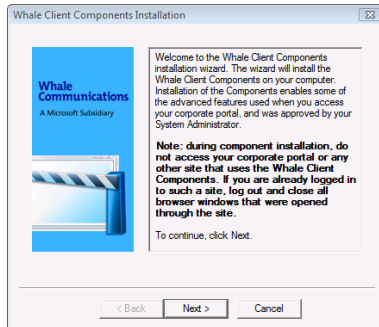 Whale Client Components Installation
Whale
Communications
A Microsoft Subsidiary
Welcome to the Whale Client Components
installation wizard. The wizard will install the
Whale Client Components on your computer.
Installation of the Components enables some of
the advanced features used when you access
your corporate portal, and was approved by your
System Administrator.
Note: during component installation, do
not access your corporate portal or any
other site that uses the Whale Client
Components. If you are already logged in
to such a site, log out and close all
browser windows that were opened
through the site.
To continue, click Next.
< Back Next > Cancel